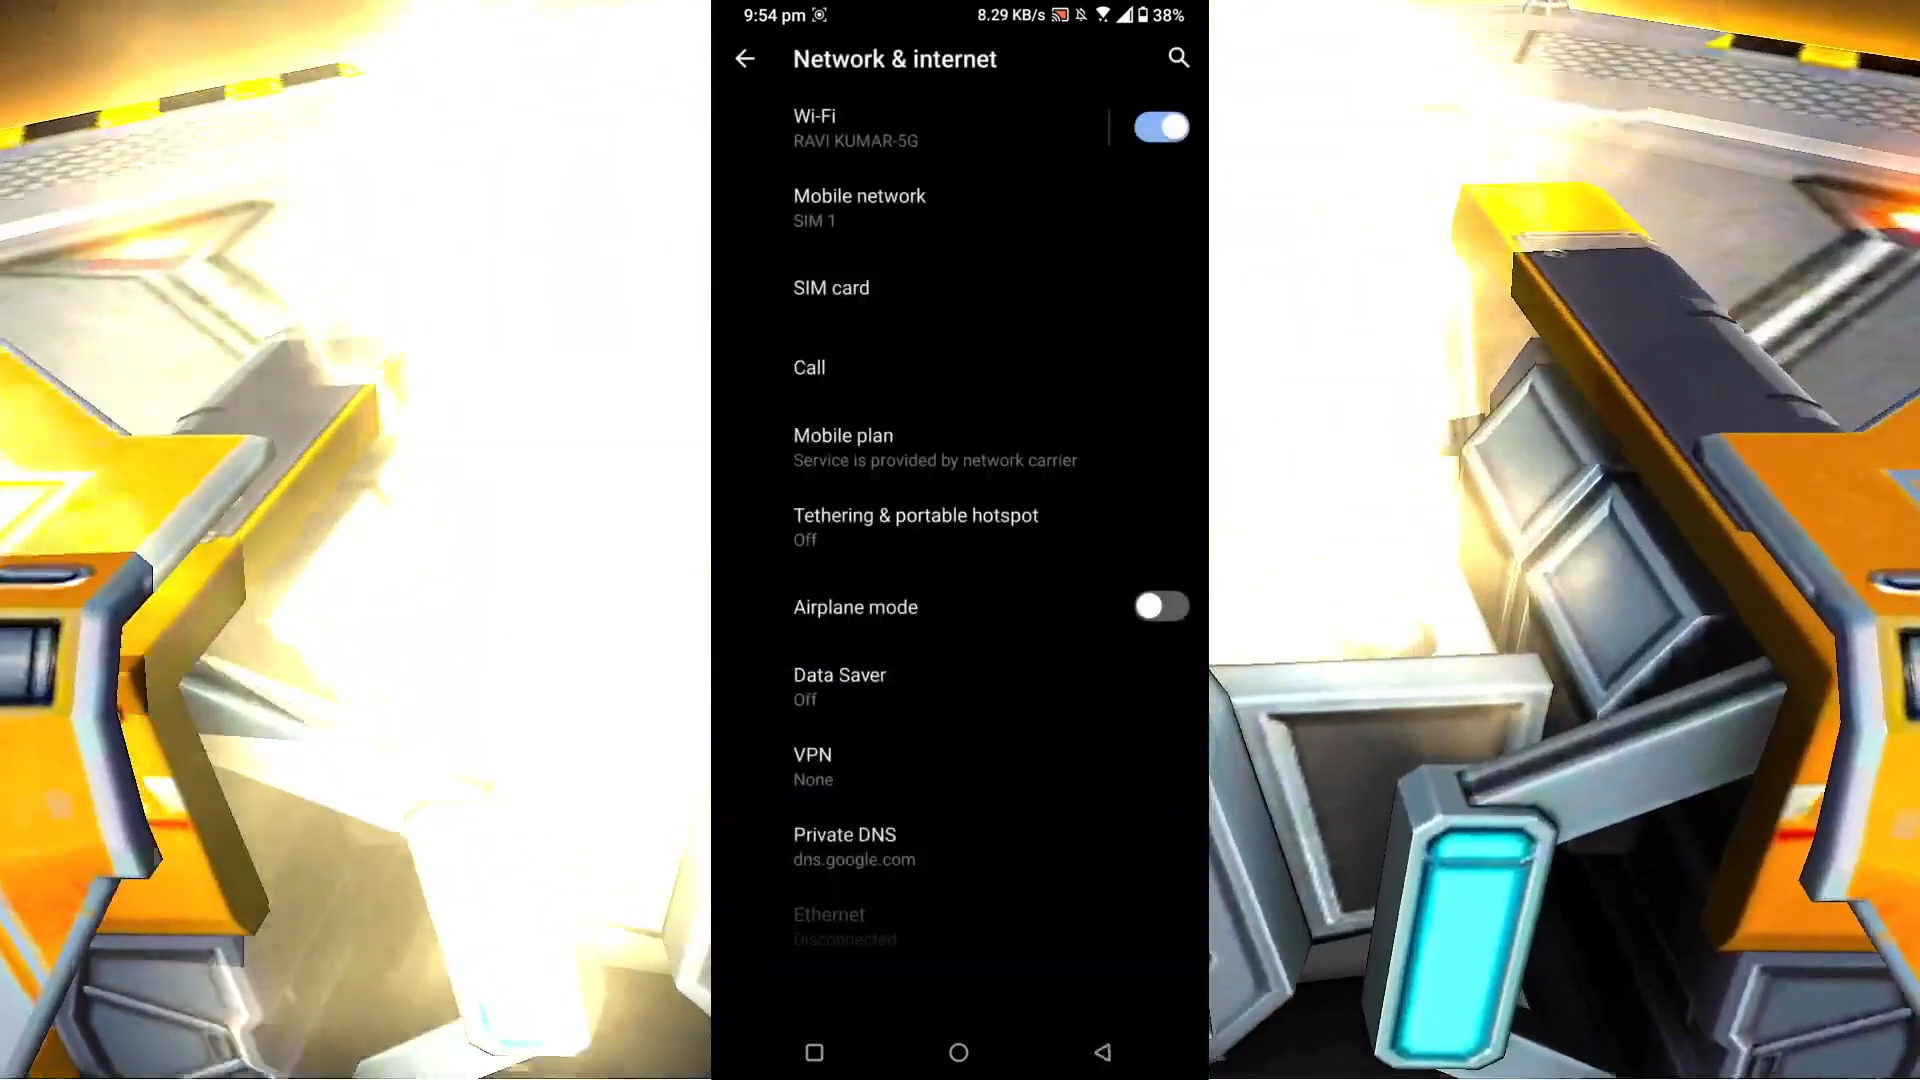 9:54 pm 8.29 KB/s 38%
Network & internet
Wi-Fi
RAVI KUMAR-5G
Mobile network
SIM 1
SIM card
Call
Mobile plan
Service is provided by network carrier
Tethering & portable hotspot
Off
Airplane mode
Data Saver
Off
VPN
None
Private DNS
dns.google.com
Ethernet
Disconnected